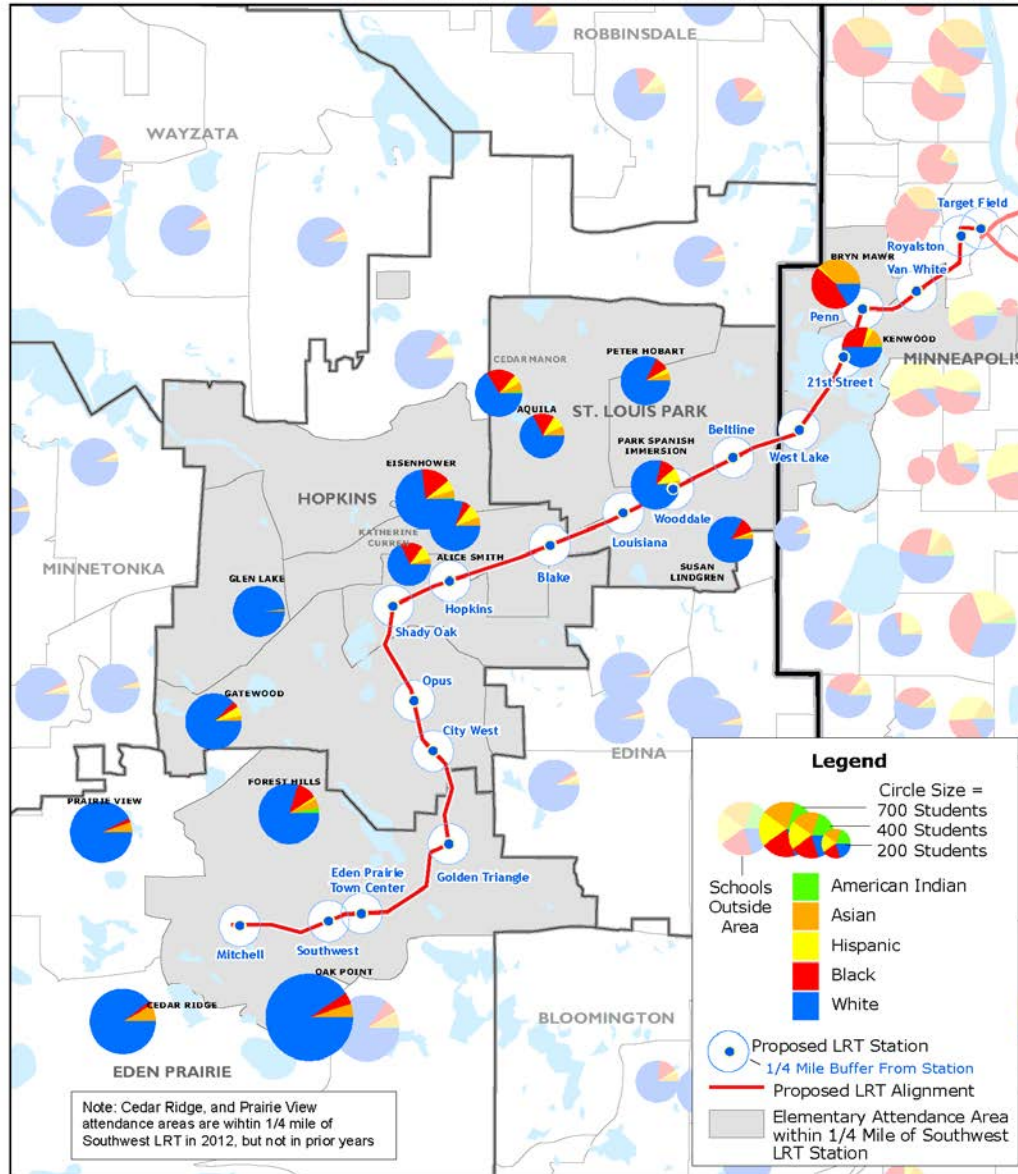 ROBBINSDALE
WAYZATA
Target Field
Royalston
BRYN MAWR
Van White
Penn
KENWOOD
MINNEAPOLIS
21st Street
PETER HOBART
CEDAR MANOR
ST. LOUIS PARK
AQUILA
Beltline
PARK SPANISH
IMMERSION
West Lake
EISENHOWER
HOPKINS
Wooddale
KATHERINE
CURREN
Louisiana
ALICE SMITH
SUSAN
LINDGREN
Blake
MINNETONKA
GLEN LAKE
Hopkins
Shady Oak
Opus
GATEWOOD
City West
EDINA
FOREST HILLS
PRAIRIE VIEW
Golden Triangle
Eden Prairie
Town Center
Mitchell
Southwest
OAK POINT
CEDAR RIDGE
BLOOMINGTON
EDEN PRAIRIE
Note: Cedar Ridge, and Prairie View
attendance areas are wihtin 1/4 mile of
Southwest LRT in 2012, but not in prior years
Legend
Circle Size =
700 Students
400 Students
200 Students
Schools
Outside
Area
American Indian
Asian
Hispanic
Black
White
Proposed LRT Station
1/4 Mile Buffer From Station
Proposed LRT Alignment
Elementary Attendance Area
within 1/4 Mile of Southwest
LRT Station